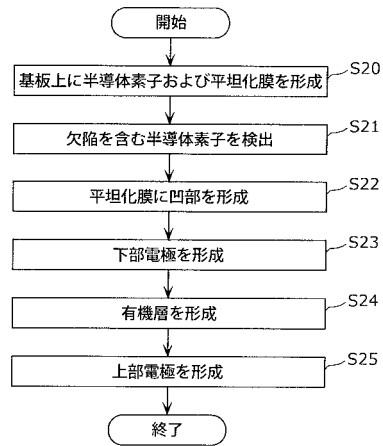 開始
基板上に半導体素子および平坦化膜を形成 S20
欠陥を含む半導体素子を検出 S21
平坦化膜に凹部を形成 S22
下部電極を形成 S23
有機層を形成 S24
上部電極を形成 S25
終了